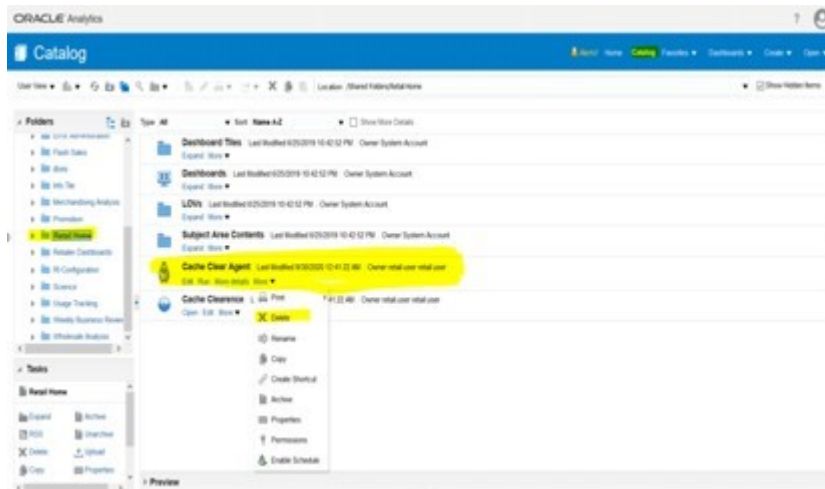 ORACLE Analytics
?
Catalog
Alerts! Home Catalog Favorites Dashboards Create Open
User View Location /Shared Folders/Retail Home Show Hidden Items
Folders
Type All Sort Name A-Z Show More Details
Flash Sales
Info Tile
Merchandising Analysis
Promotion
Retail Home
Retailer Dashboards
RI Configuration
Science
Usage Tracking
Weekly Business Review
Wholesale Analysis
Dashboard Tiles Last Modified 6/25/2019 10:42:52 PM Owner System Account
Expand More
Dashboards Last Modified 6/25/2019 10:42:52 PM Owner System Account
Expand More
LOVs Last Modified 6/25/2019 10:42:52 PM Owner System Account
Expand More
Subject Area Contents Last Modified 6/25/2019 10:42:52 PM Owner System Account
Expand More
Cache Clear Agent Last Modified 9/30/2020 12:41:22 AM Owner retail.user retail.user
Edit Run More details More
Cache Clearence L 41:22 AM Owner retail.user retail.user
Open Edit More
Print
Delete
Rename
Copy
Create Shortcut
Archive
Properties
Permissions
Enable Schedule
Tasks
Retail Home
Expand Archive
RSS Unarchive
Delete Upload
Copy Properties
Preview